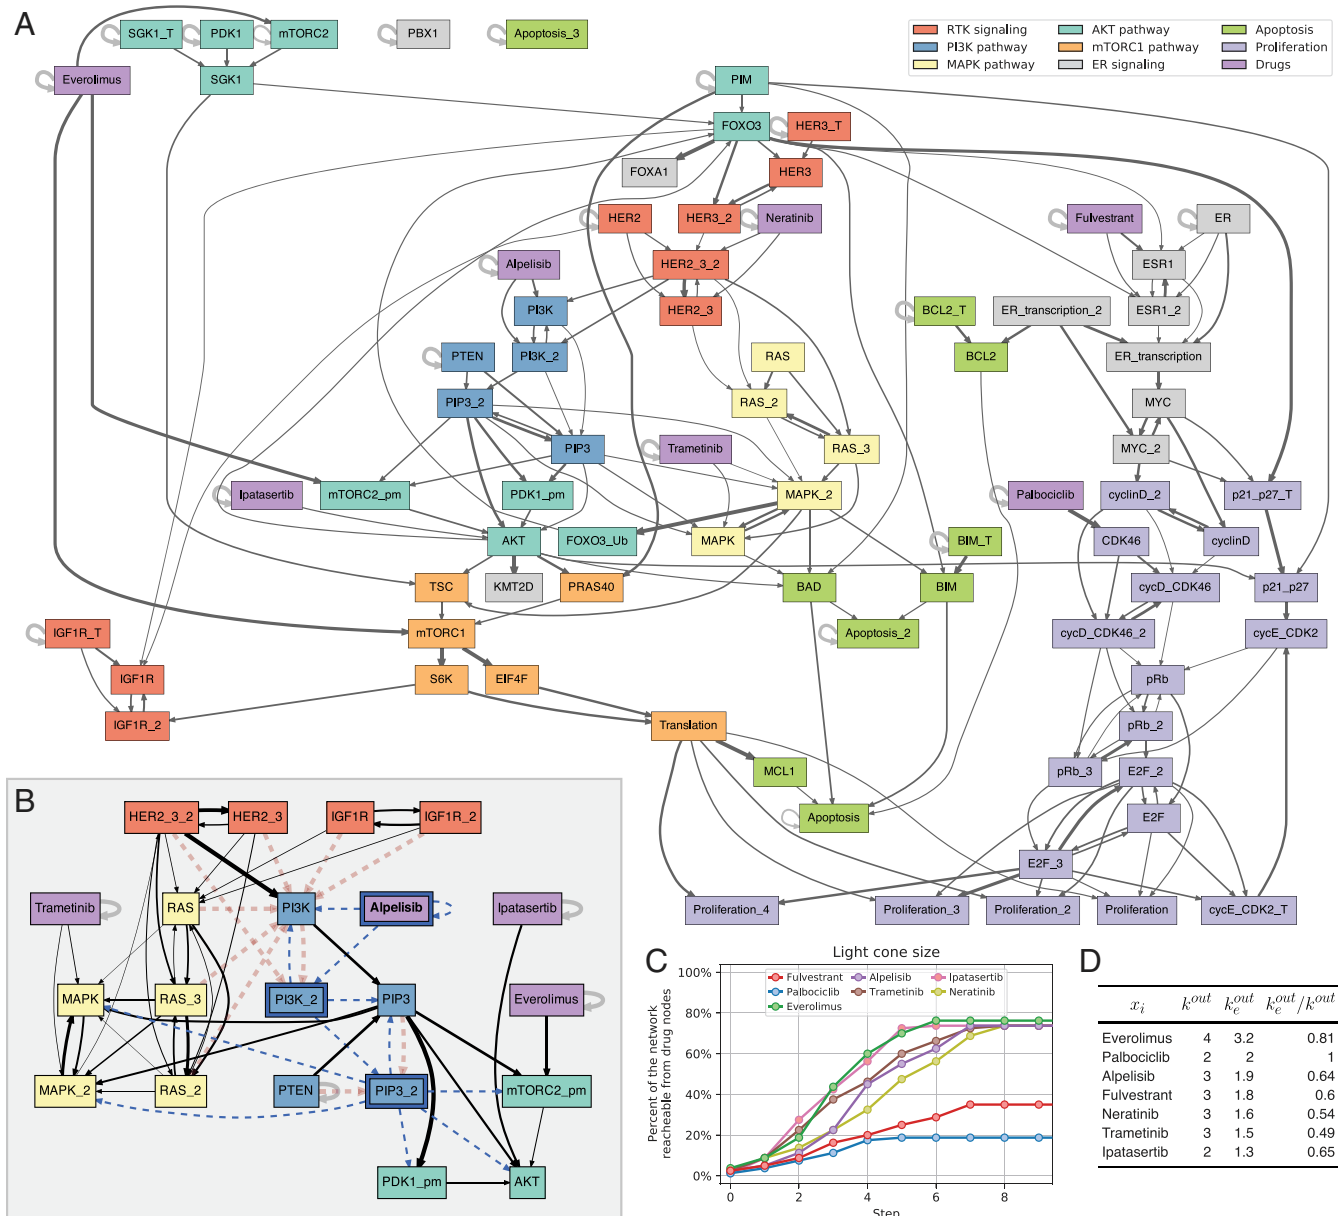 A
SGK1_T PDK1 mTORC2 PBX1 Apoptosis_3
RTK signaling AKT pathway Apoptosis
PI3K pathway mTORC1 pathway Proliferation
MAPK pathway ER signaling Drugs
Everolimus SGK1 PIM
FOXO3 HER3_T
FOXA1 HER3
HER2 HER3_2 Neratinib Fulvestrant ER
Alpelisib HER2_3_2 ESR1
PI3K HER2_3 BCL2_T ER_transcription_2 ESR1_2
PTEN PI3K_2 RAS BCL2 ER_transcription
PIP3_2 RAS_2 MYC
PIP3 Trametinib RAS_3 MYC_2
Ipatasertib mTORC2_pm PDK1_pm MAPK_2 Palbociclib cyclinD_2 p21_p27_T
AKT FOXO3_Ub MAPK BIM_T CDK46 cyclinD
TSC KMT2D PRAS40 BAD BIM cycD_CDK46 p21_p27
IGF1R_T mTORC1 Apoptosis_2 cycD_CDK46_2 cycE_CDK2
IGF1R S6K EIF4F pRb
IGF1R_2 Translation pRb_2
MCL1 pRb_3 E2F_2
Apoptosis E2F
E2F_3
Proliferation_4 Proliferation_3 Proliferation_2 Proliferation cycE_CDK2_T
B
HER2_3_2 HER2_3 IGF1R IGF1R_2
Trametinib RAS PI3K Alpelisib Ipatasertib
MAPK RAS_3 PI3K_2 PIP3 Everolimus
MAPK_2 RAS_2 PTEN PIP3_2 mTORC2_pm
PDK1_pm AKT
C
Light cone size
Percent of the network
reacheable from drug nodes
100%
80%
60%
40%
20%
0%
Fulvestrant Alpelisib Ipatasertib
Palbociclib Trametinib Neratinib
Everolimus
0 2 4 6 8
Step
D
x_i k^out k_e^out k_e^out/k^out
Everolimus 4 3.2 0.81
Palbociclib 2 2 1
Alpelisib 3 1.9 0.64
Fulvestrant 3 1.8 0.6
Neratinib 3 1.6 0.54
Trametinib 3 1.5 0.49
Ipatasertib 2 1.3 0.65